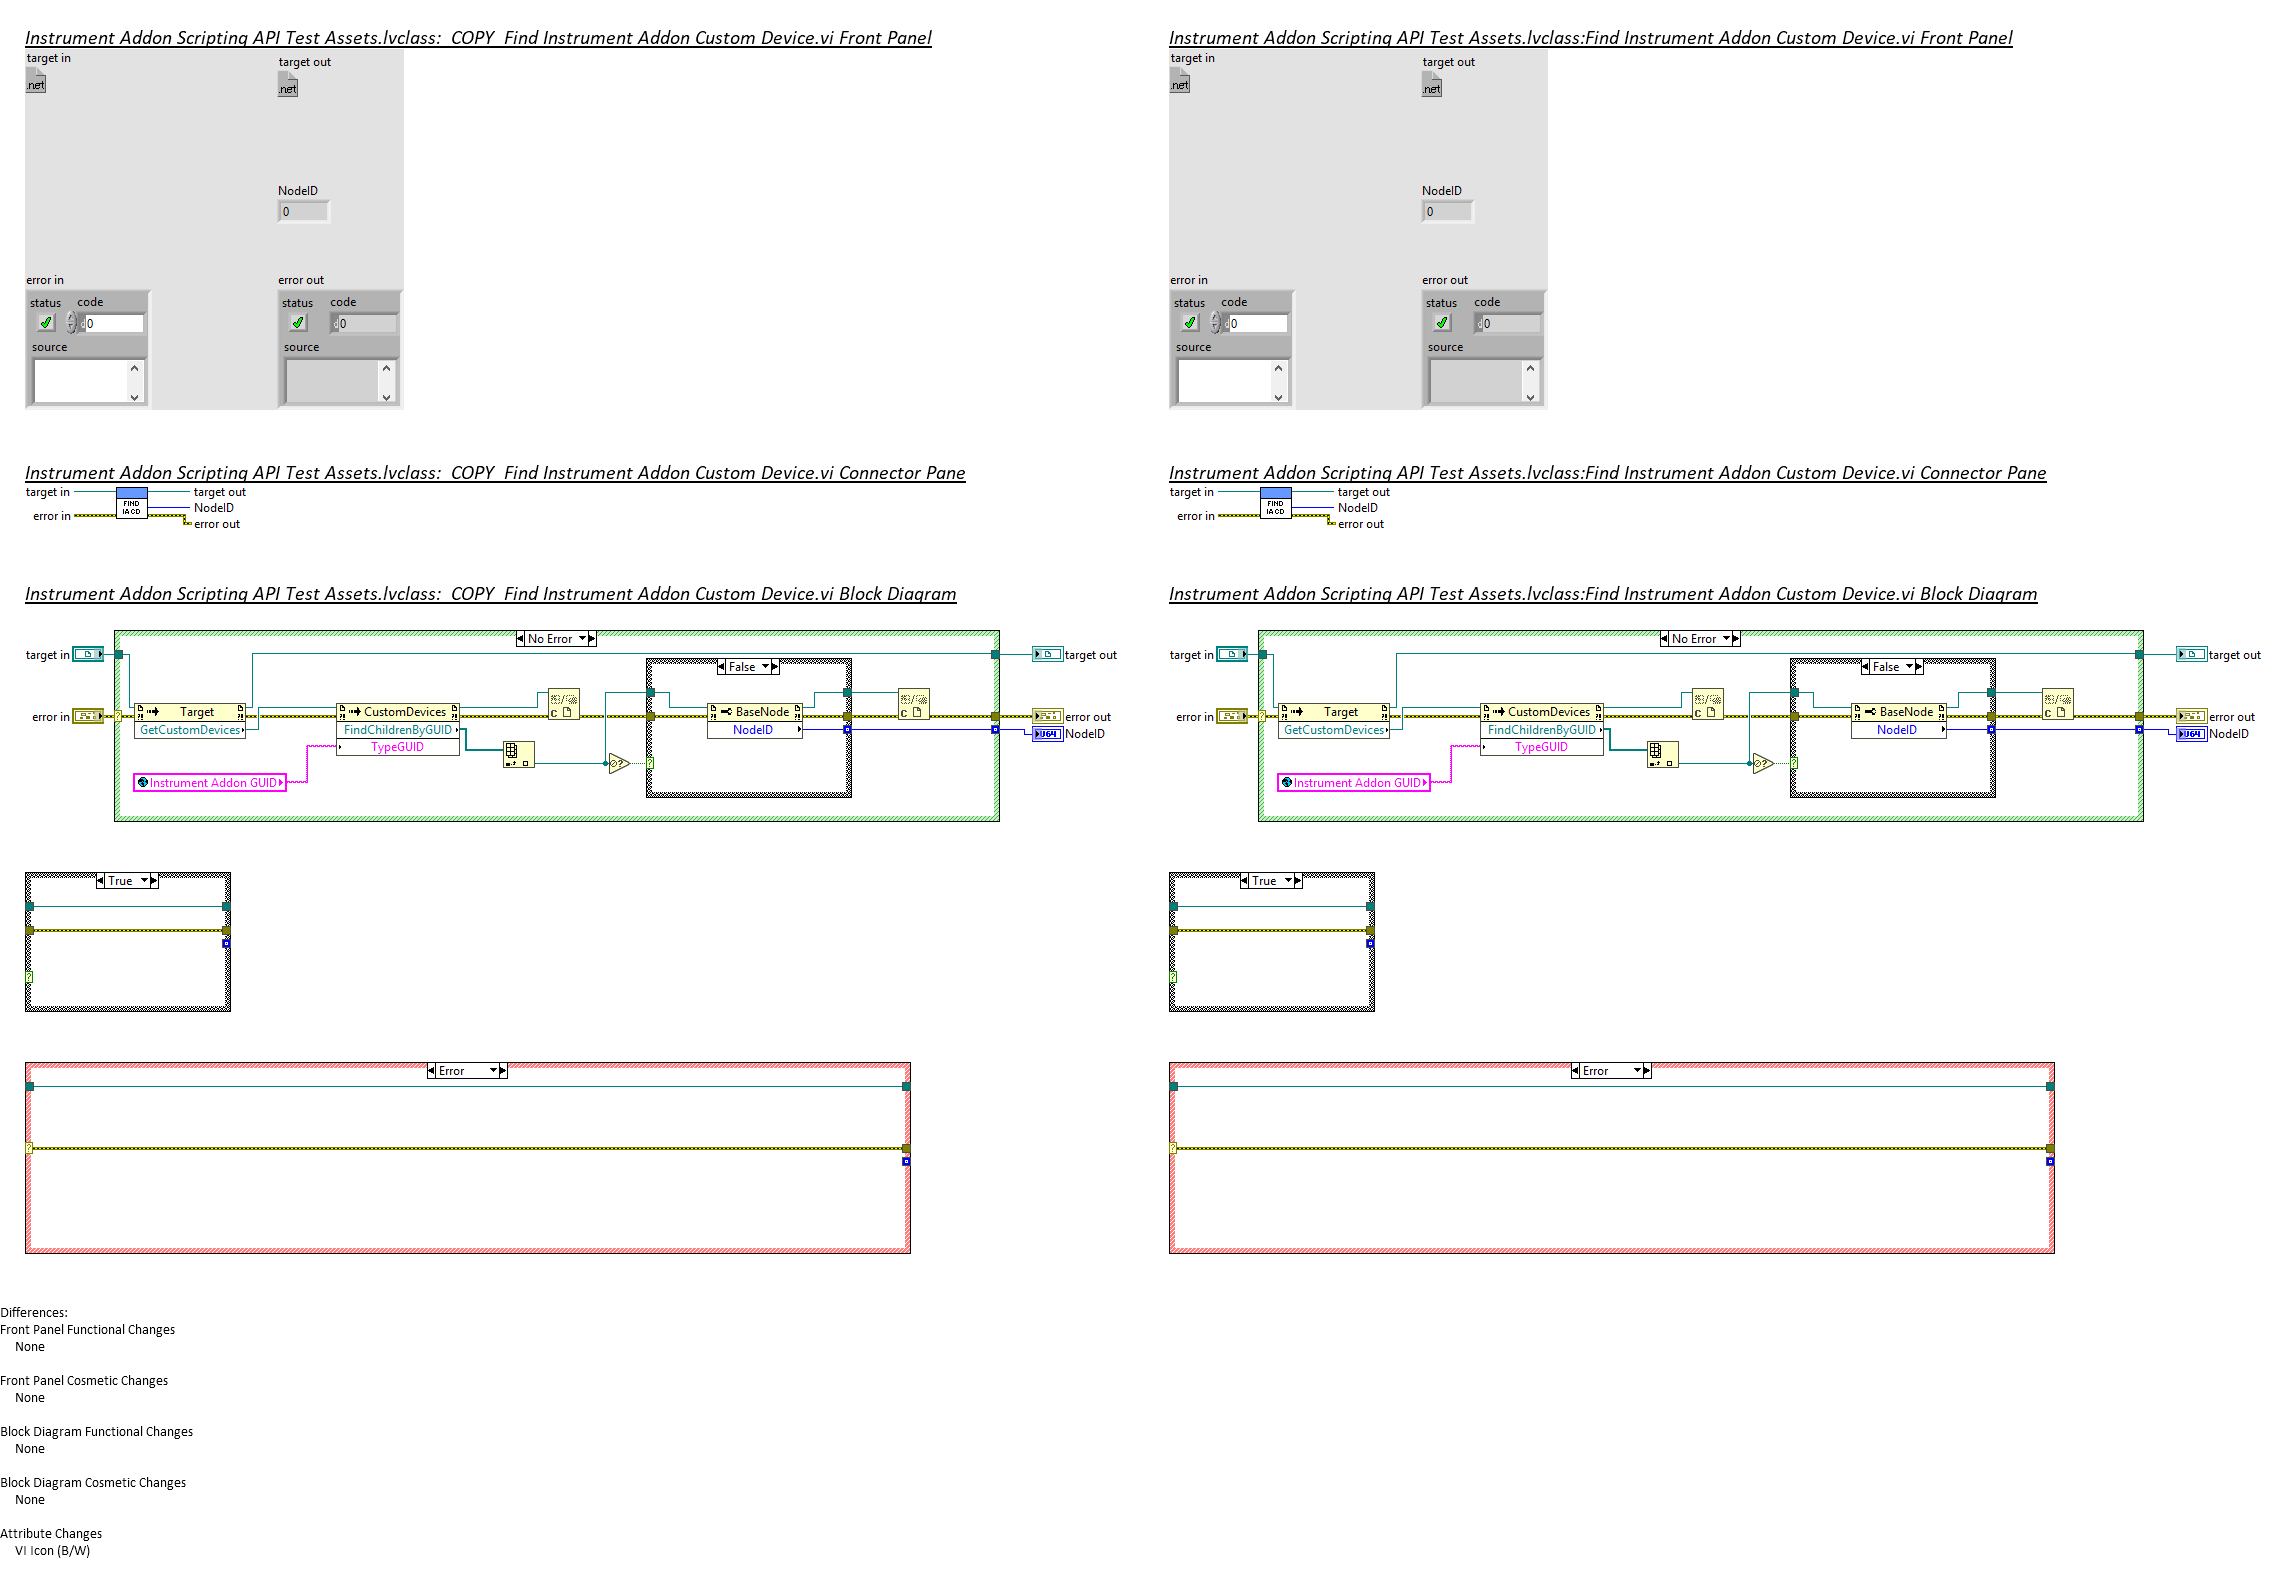 Instrument Addon Scripting API Test Assets.lvclass:  COPY  Find Instrument Addon Custom Device.vi Front Panel
target in
target out
.net
.net
NodeID
0
error in
error out
status code
status code
d 0
d 0
source
source
Instrument Addon Scripting API Test Assets.lvclass:Find Instrument Addon Custom Device.vi Front Panel
target in
target out
.net
.net
NodeID
0
error in
error out
status code
status code
d 0
d 0
source
source
Instrument Addon Scripting API Test Assets.lvclass:  COPY  Find Instrument Addon Custom Device.vi Connector Pane
target in
target out
FIND
IACD
NodeID
error in
error out
Instrument Addon Scripting API Test Assets.lvclass:Find Instrument Addon Custom Device.vi Connector Pane
target in
target out
FIND
IACD
NodeID
error in
error out
Instrument Addon Scripting API Test Assets.lvclass:  COPY  Find Instrument Addon Custom Device.vi Block Diagram
No Error
target in
target out
False
error in
Target
GetCustomDevices
CustomDevices
FindChildrenByGUID
TypeGUID
C
?
BaseNode
NodeID
C
error out
U64
NodeID
Instrument Addon GUID
?
?
True
?
Error
?
Instrument Addon Scripting API Test Assets.lvclass:Find Instrument Addon Custom Device.vi Block Diagram
No Error
target in
target out
False
error in
Target
GetCustomDevices
CustomDevices
FindChildrenByGUID
TypeGUID
C
?
BaseNode
NodeID
C
error out
U64
NodeID
Instrument Addon GUID
?
?
True
?
Error
?
Differences:
Front Panel Functional Changes
None
Front Panel Cosmetic Changes
None
Block Diagram Functional Changes
None
Block Diagram Cosmetic Changes
None
Attribute Changes
VI Icon (B/W)